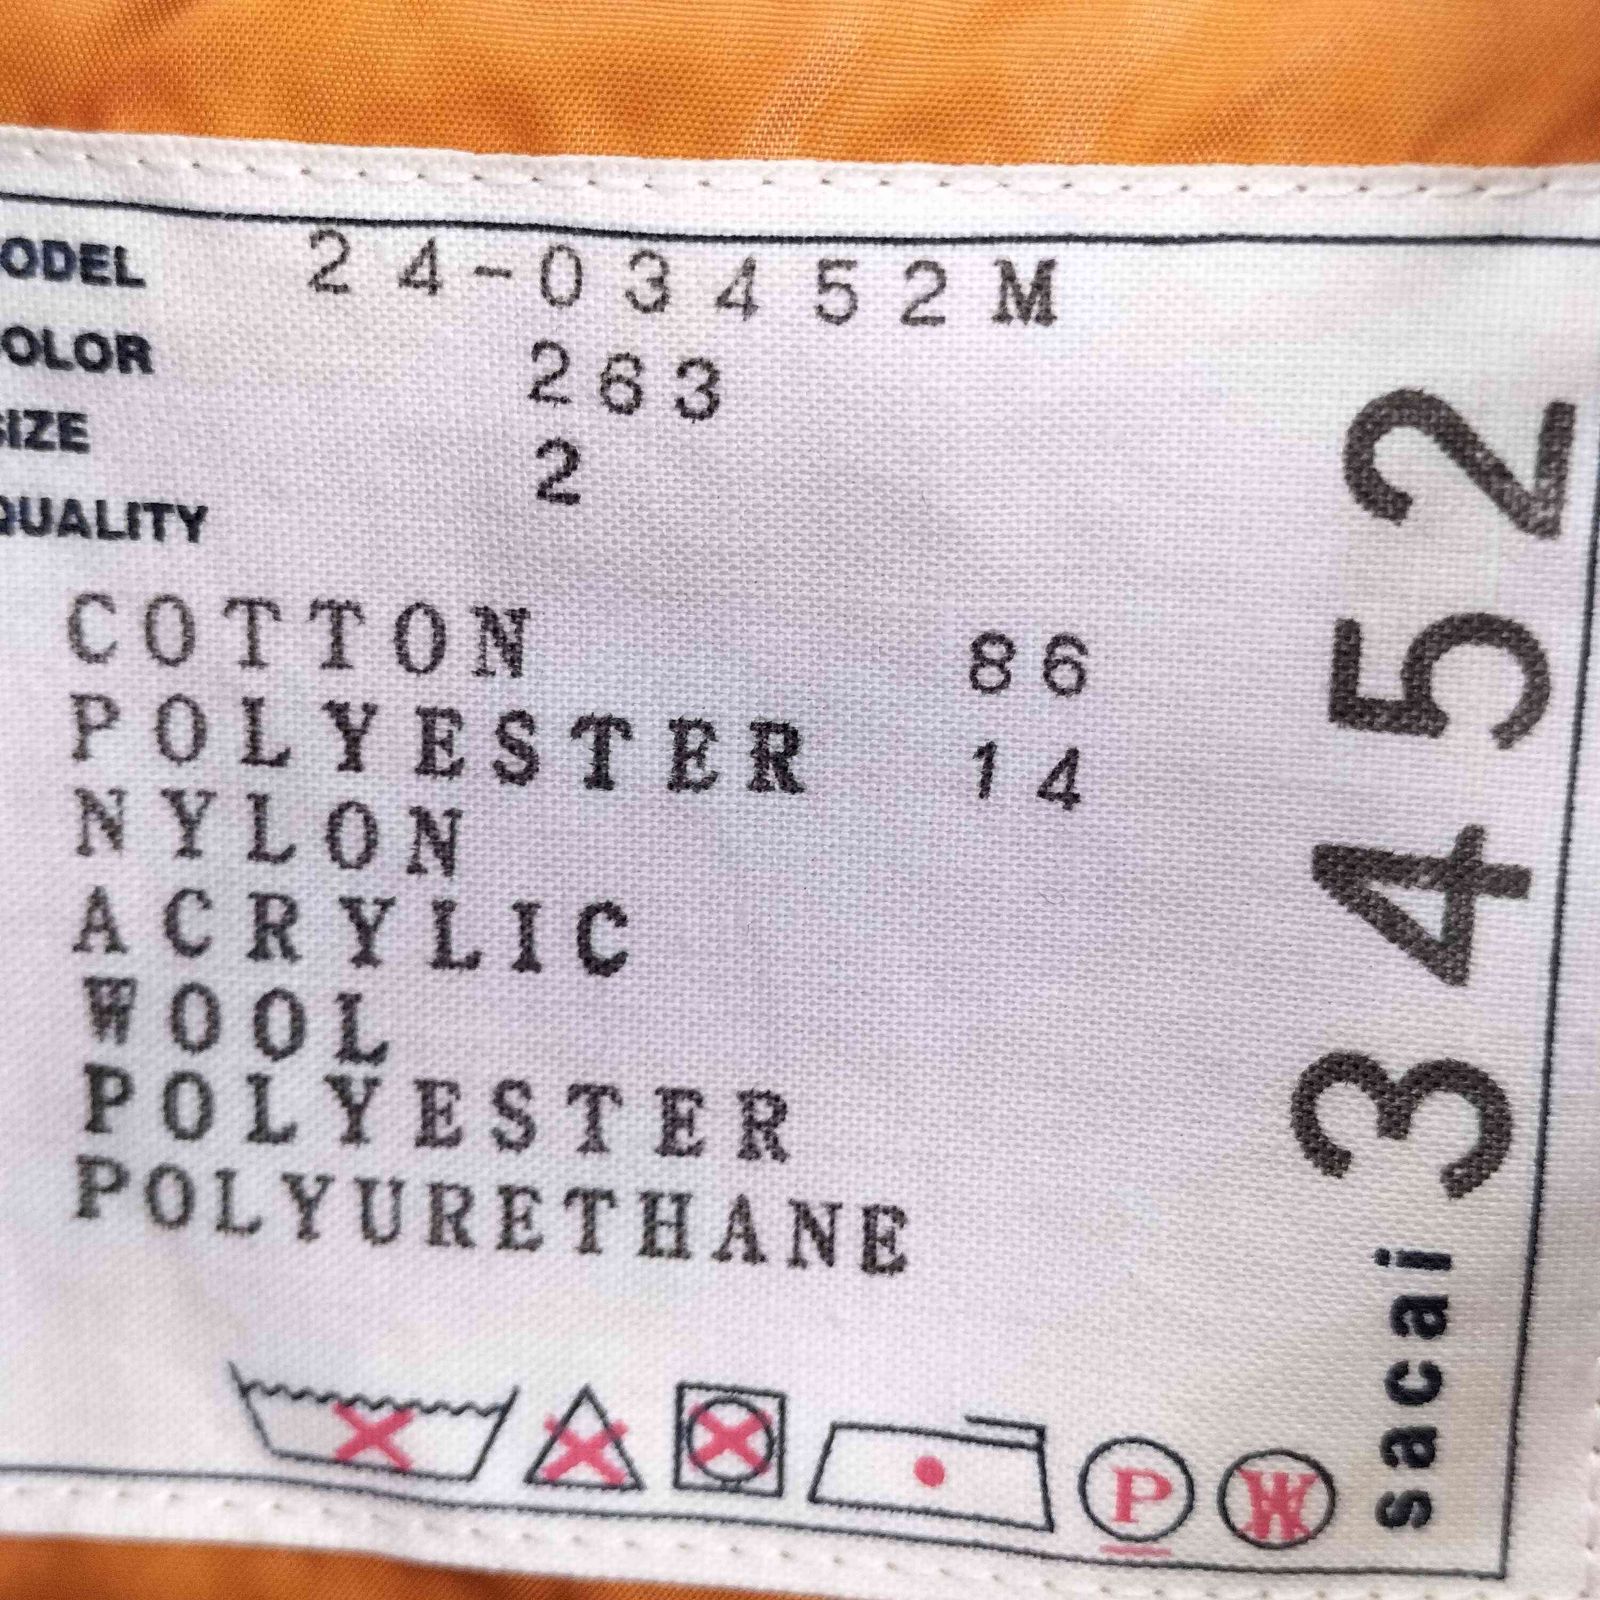 ODEL 24-03452M
OLOR 263
SIZE 2
QUALITY
COTTON 86
POLYESTER 14
NYLON
ACRYLIC
WOOL
POLYESTER
POLYURETHANE
P W
sacai 3452